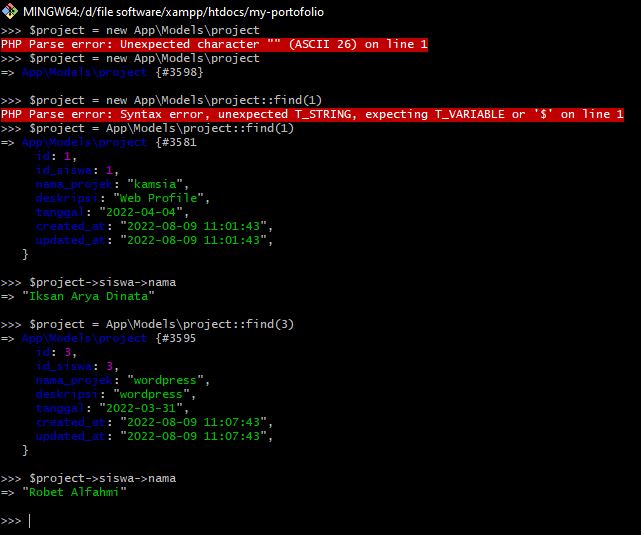 MINGW64:/d/file software/xampp/htdocs/my-portofolio
>>> $project = new App\Models\project
PHP Parse error: Unexpected character "" (ASCII 26) on line 1
>>> $project = new App\Models\project
=> App\Models\project {#3598}
>>> $project = new App\Models\project::find(1)
PHP Parse error: Syntax error, unexpected T_STRING, expecting T_VARIABLE or '$' on line 1
>>> $project = App\Models\project::find(1)
=> App\Models\project {#3581
id: 1,
id_siswa: 1,
nama_projek: "kamsia",
deskripsi: "Web Profile",
tanggal: "2022-04-04",
created_at: "2022-08-09 11:01:43",
updated_at: "2022-08-09 11:01:43",
}
>>> $project->siswa->nama
=> "Iksan Arya Dinata"
>>> $project = App\Models\project::find(3)
=> App\Models\project {#3595
id: 3,
id_siswa: 3,
nama_projek: "wordpress",
deskripsi: "wordpress",
tanggal: "2022-03-31",
created_at: "2022-08-09 11:07:43",
updated_at: "2022-08-09 11:07:43",
}
>>> $project->siswa->nama
=> "Robet Alfahmi"
>>>